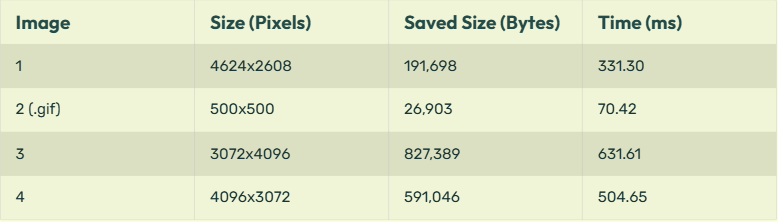 Image Size (Pixels) Saved Size (Bytes) Time (ms)
1 4624x2608 191,698 331.30
2 (.gif) 500x500 26,903 70.42
3 3072x4096 827,389 631.61
4 4096x3072 591,046 504.65